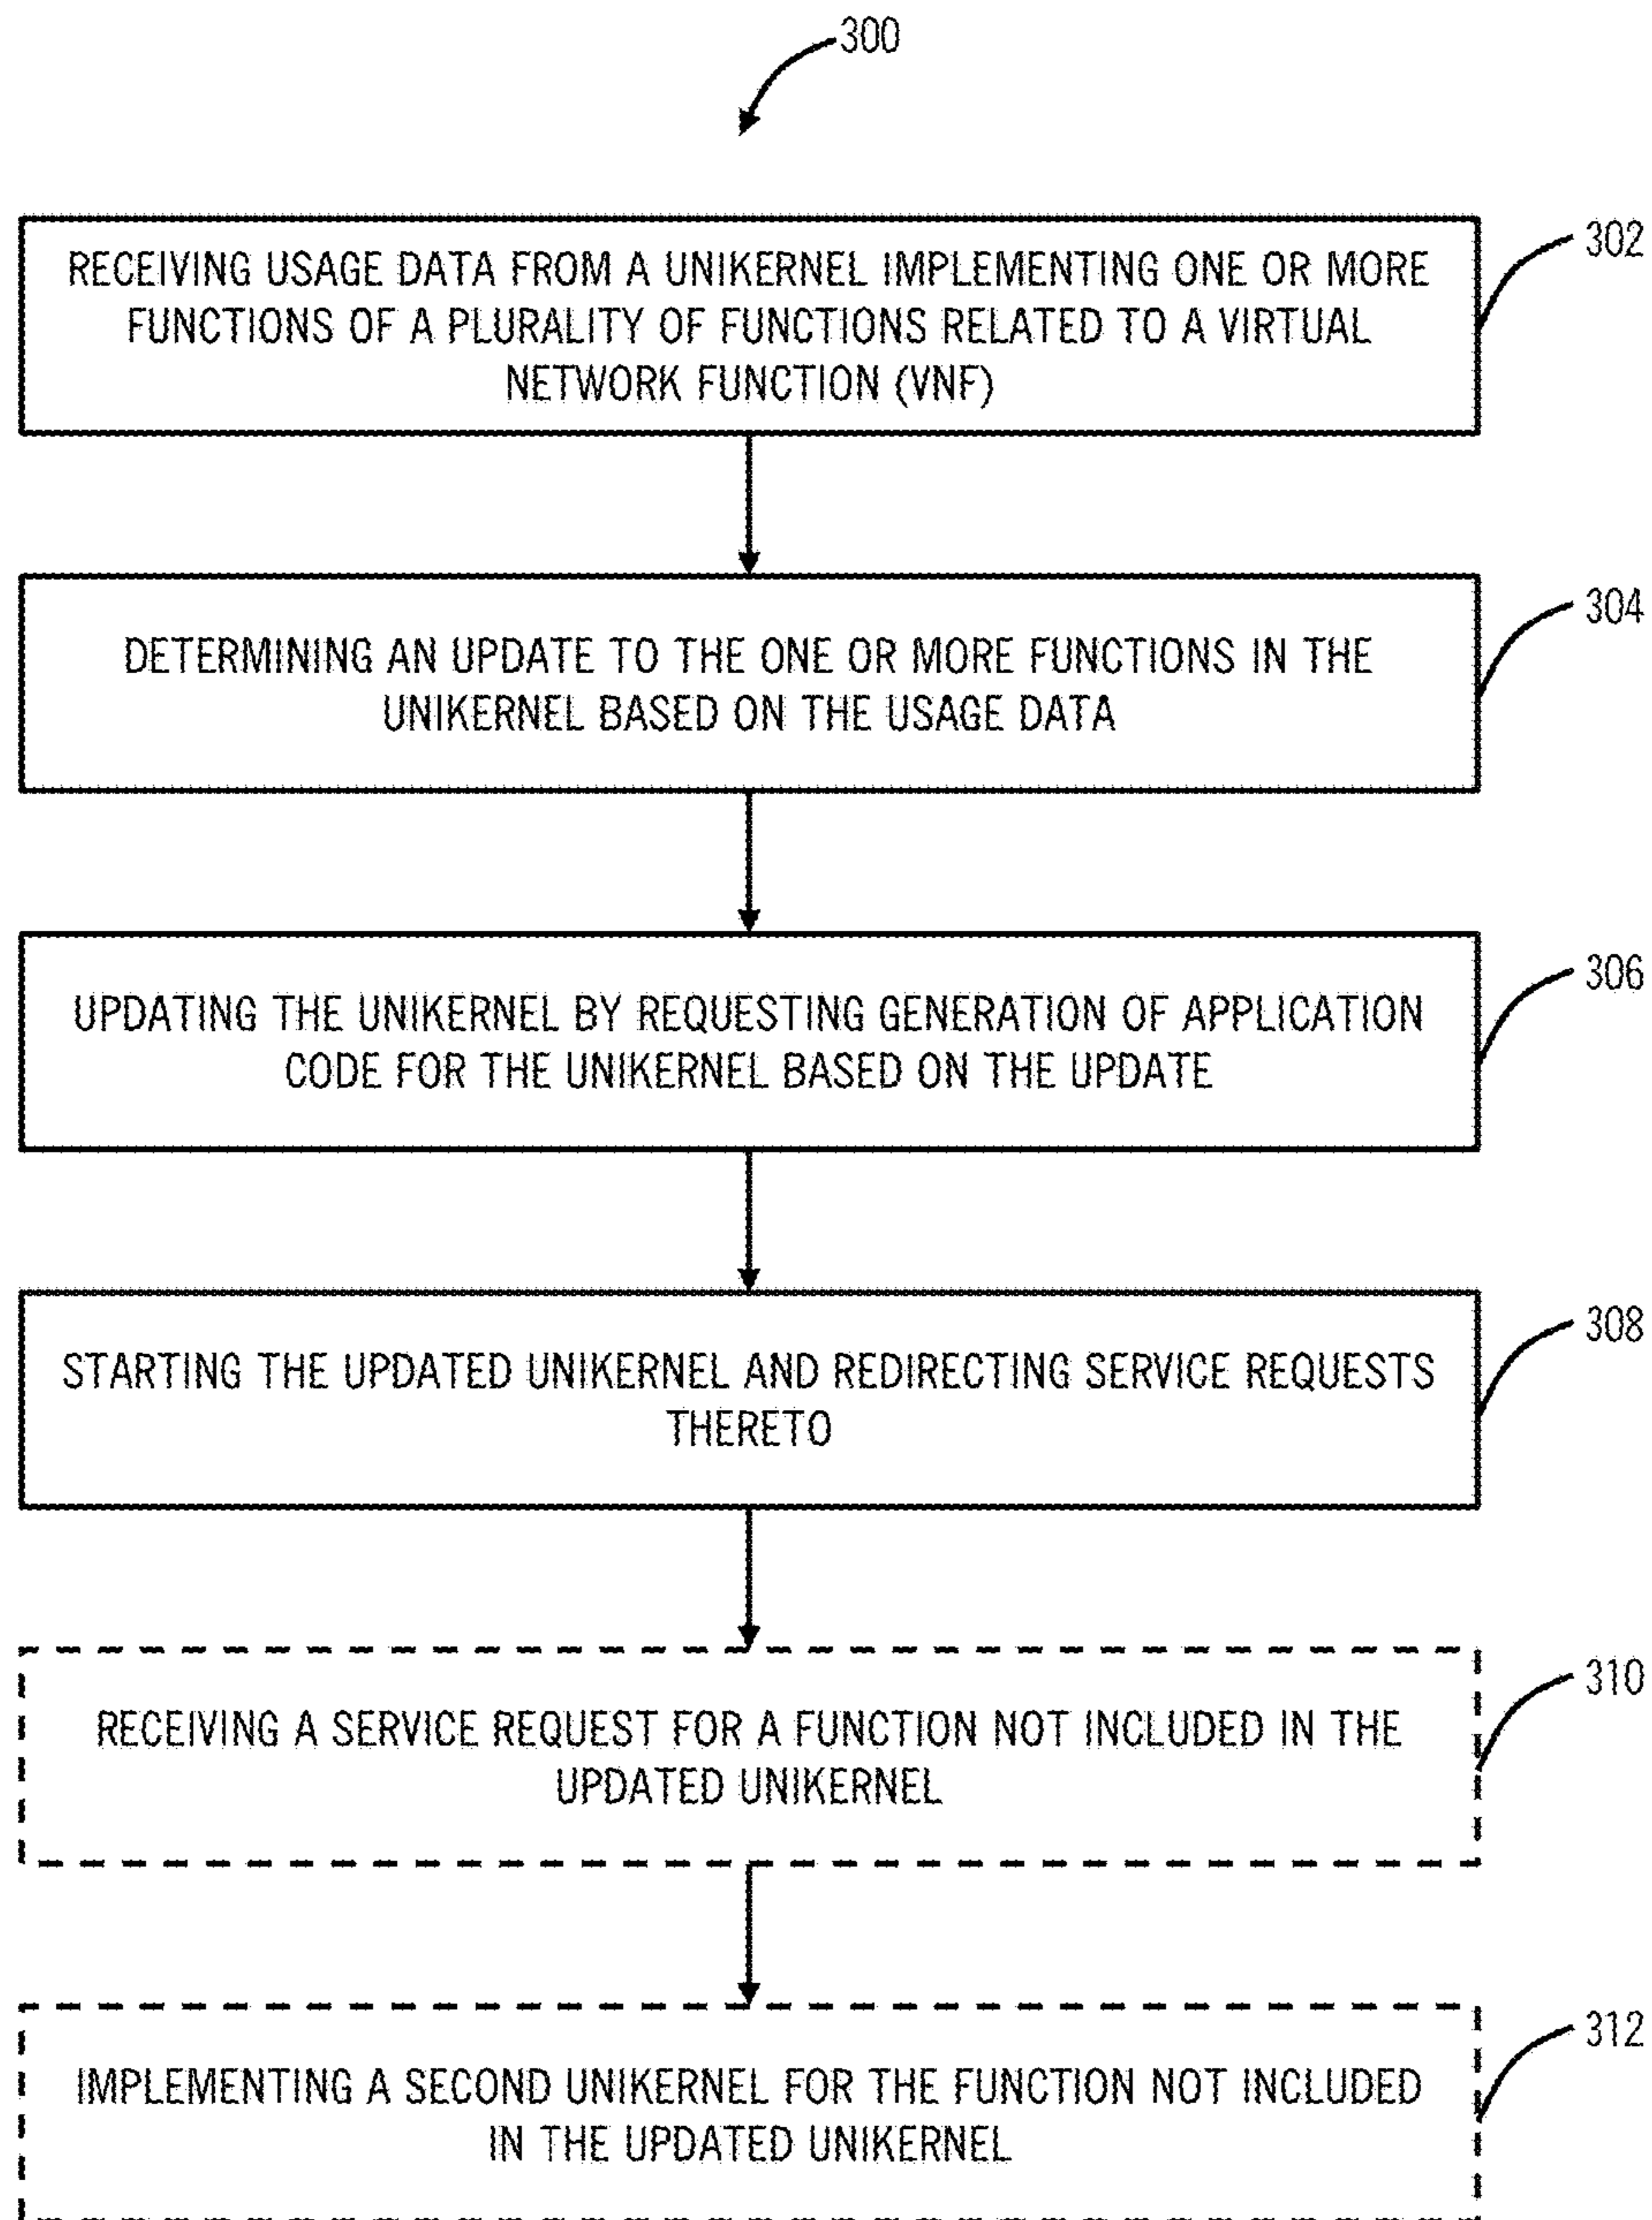 300
RECEIVING USAGE DATA FROM A UNIKERNEL IMPLEMENTING ONE OR MORE
FUNCTIONS OF A PLURALITY OF FUNCTIONS RELATED TO A VIRTUAL
NETWORK FUNCTION (VNF)
302
DETERMINING AN UPDATE TO THE ONE OR MORE FUNCTIONS IN THE
UNIKERNEL BASED ON THE USAGE DATA
304
UPDATING THE UNIKERNEL BY REQUESTING GENERATION OF APPLICATION
CODE FOR THE UNIKERNEL BASED ON THE UPDATE
306
STARTING THE UPDATED UNIKERNEL AND REDIRECTING SERVICE REQUESTS
THERETO
308
RECEIVING A SERVICE REQUEST FOR A FUNCTION NOT INCLUDED IN THE
UPDATED UNIKERNEL
310
IMPLEMENTING A SECOND UNIKERNEL FOR THE FUNCTION NOT INCLUDED
IN THE UPDATED UNIKERNEL
312